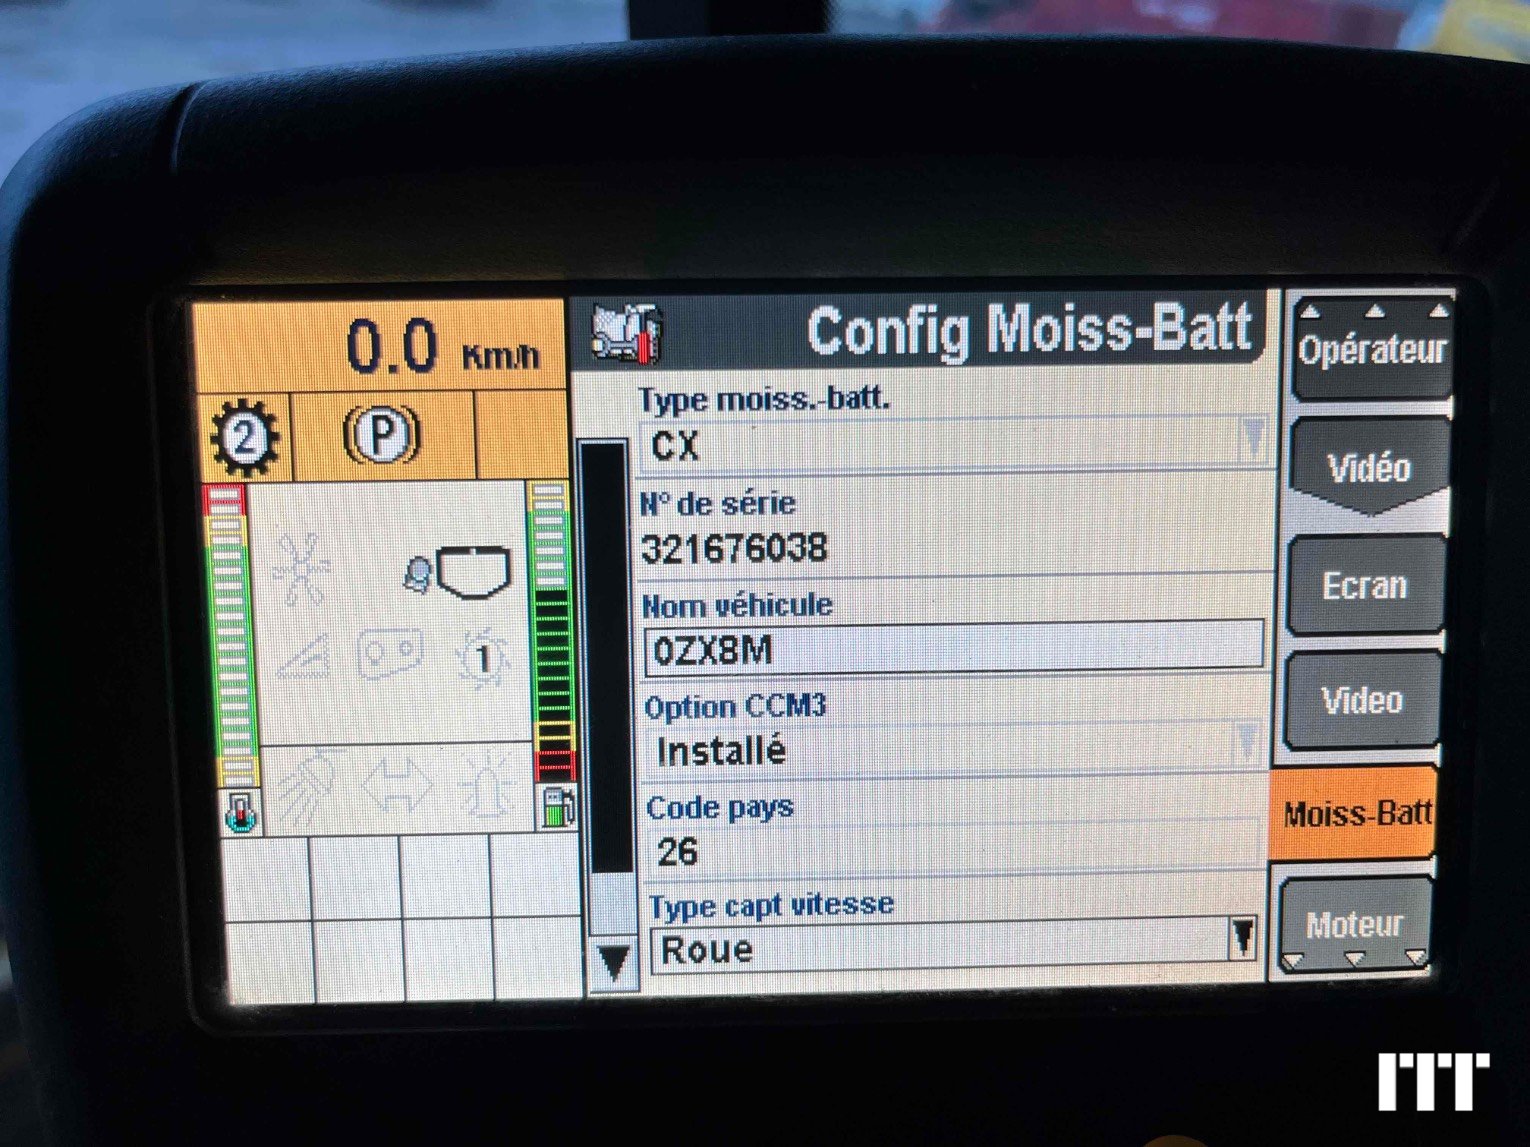 0.0 Km/h
2
P
1
Config Moiss-Batt
Type moiss.-batt.
CX
N° de série
321676038
Nom véhicule
0ZX8M
Option CCM3
Installé
Code pays
26
Type capt vitesse
Roue
Opérateur
Vidéo
Ecran
Video
Moiss-Batt
Moteur